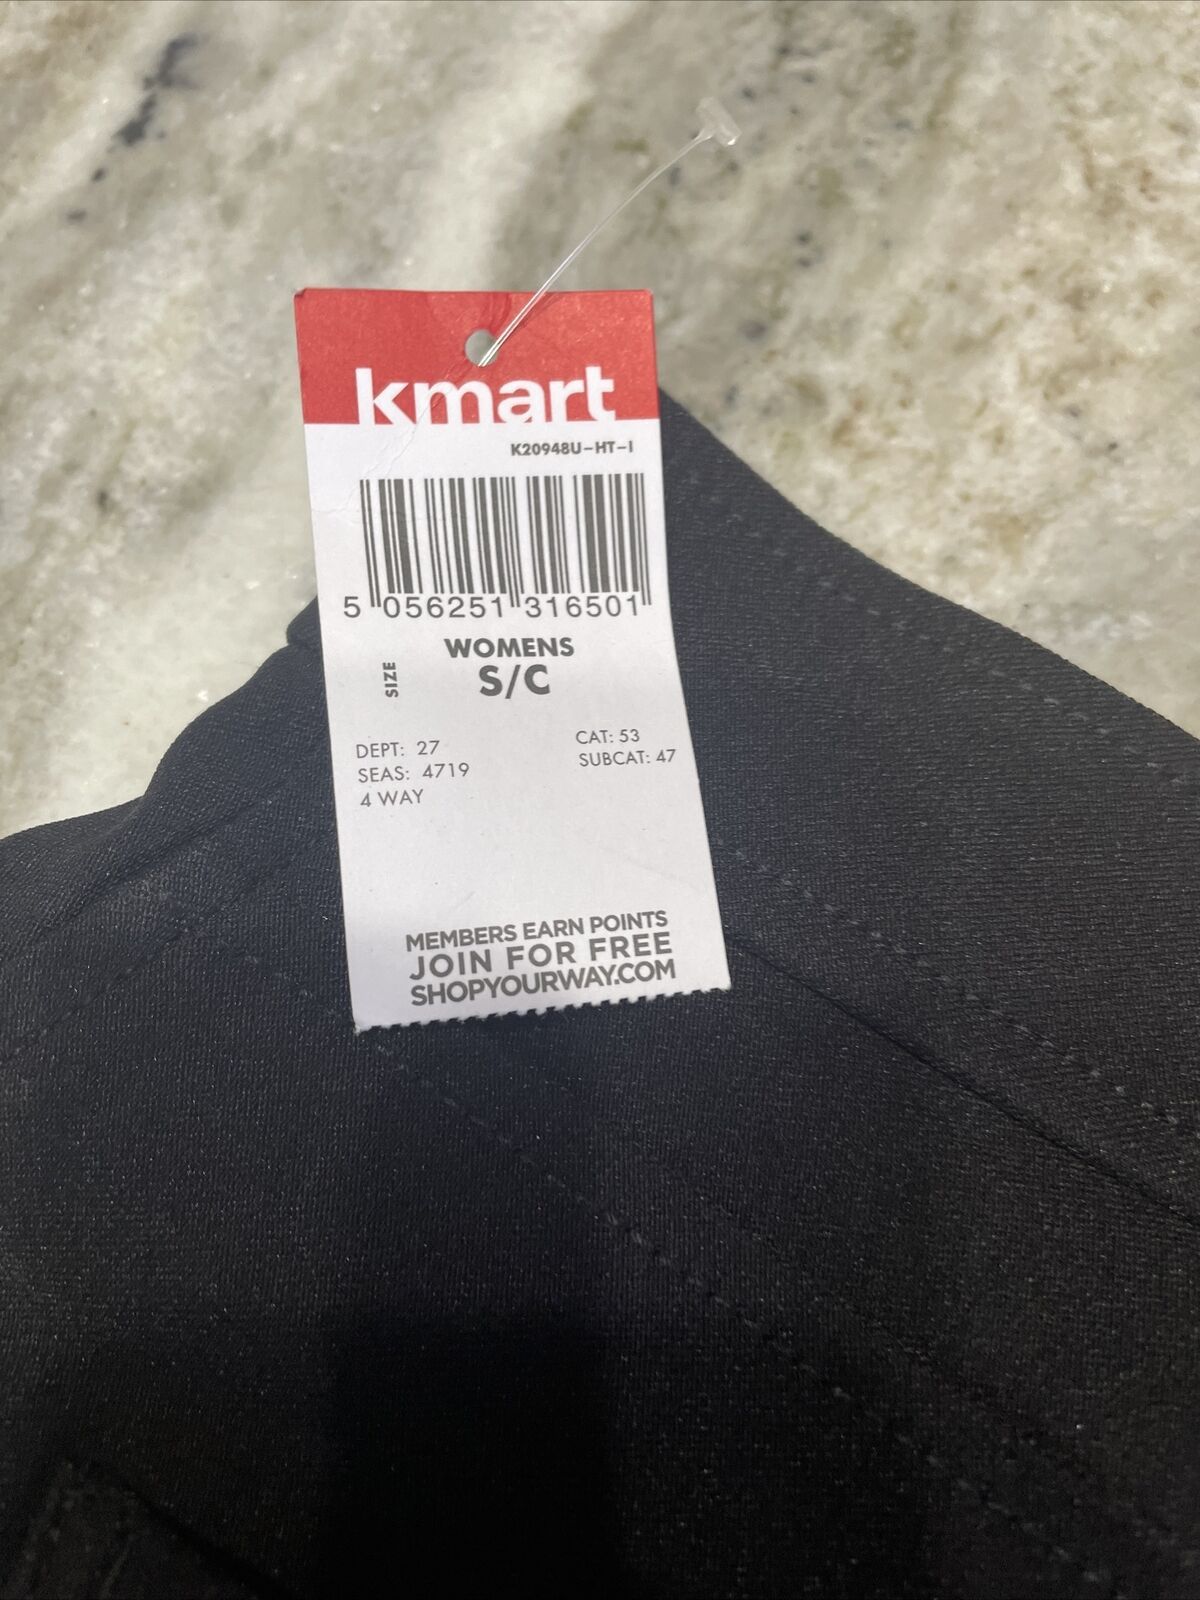 kmart
K20948U-HT-I
5 056251 316501
WOMENS
SIZE S/C
DEPT: 27 CAT: 53
SEAS: 4719 SUBCAT: 47
4 WAY
MEMBERS EARN POINTS
JOIN FOR FREE
SHOPYOURWAY.COM